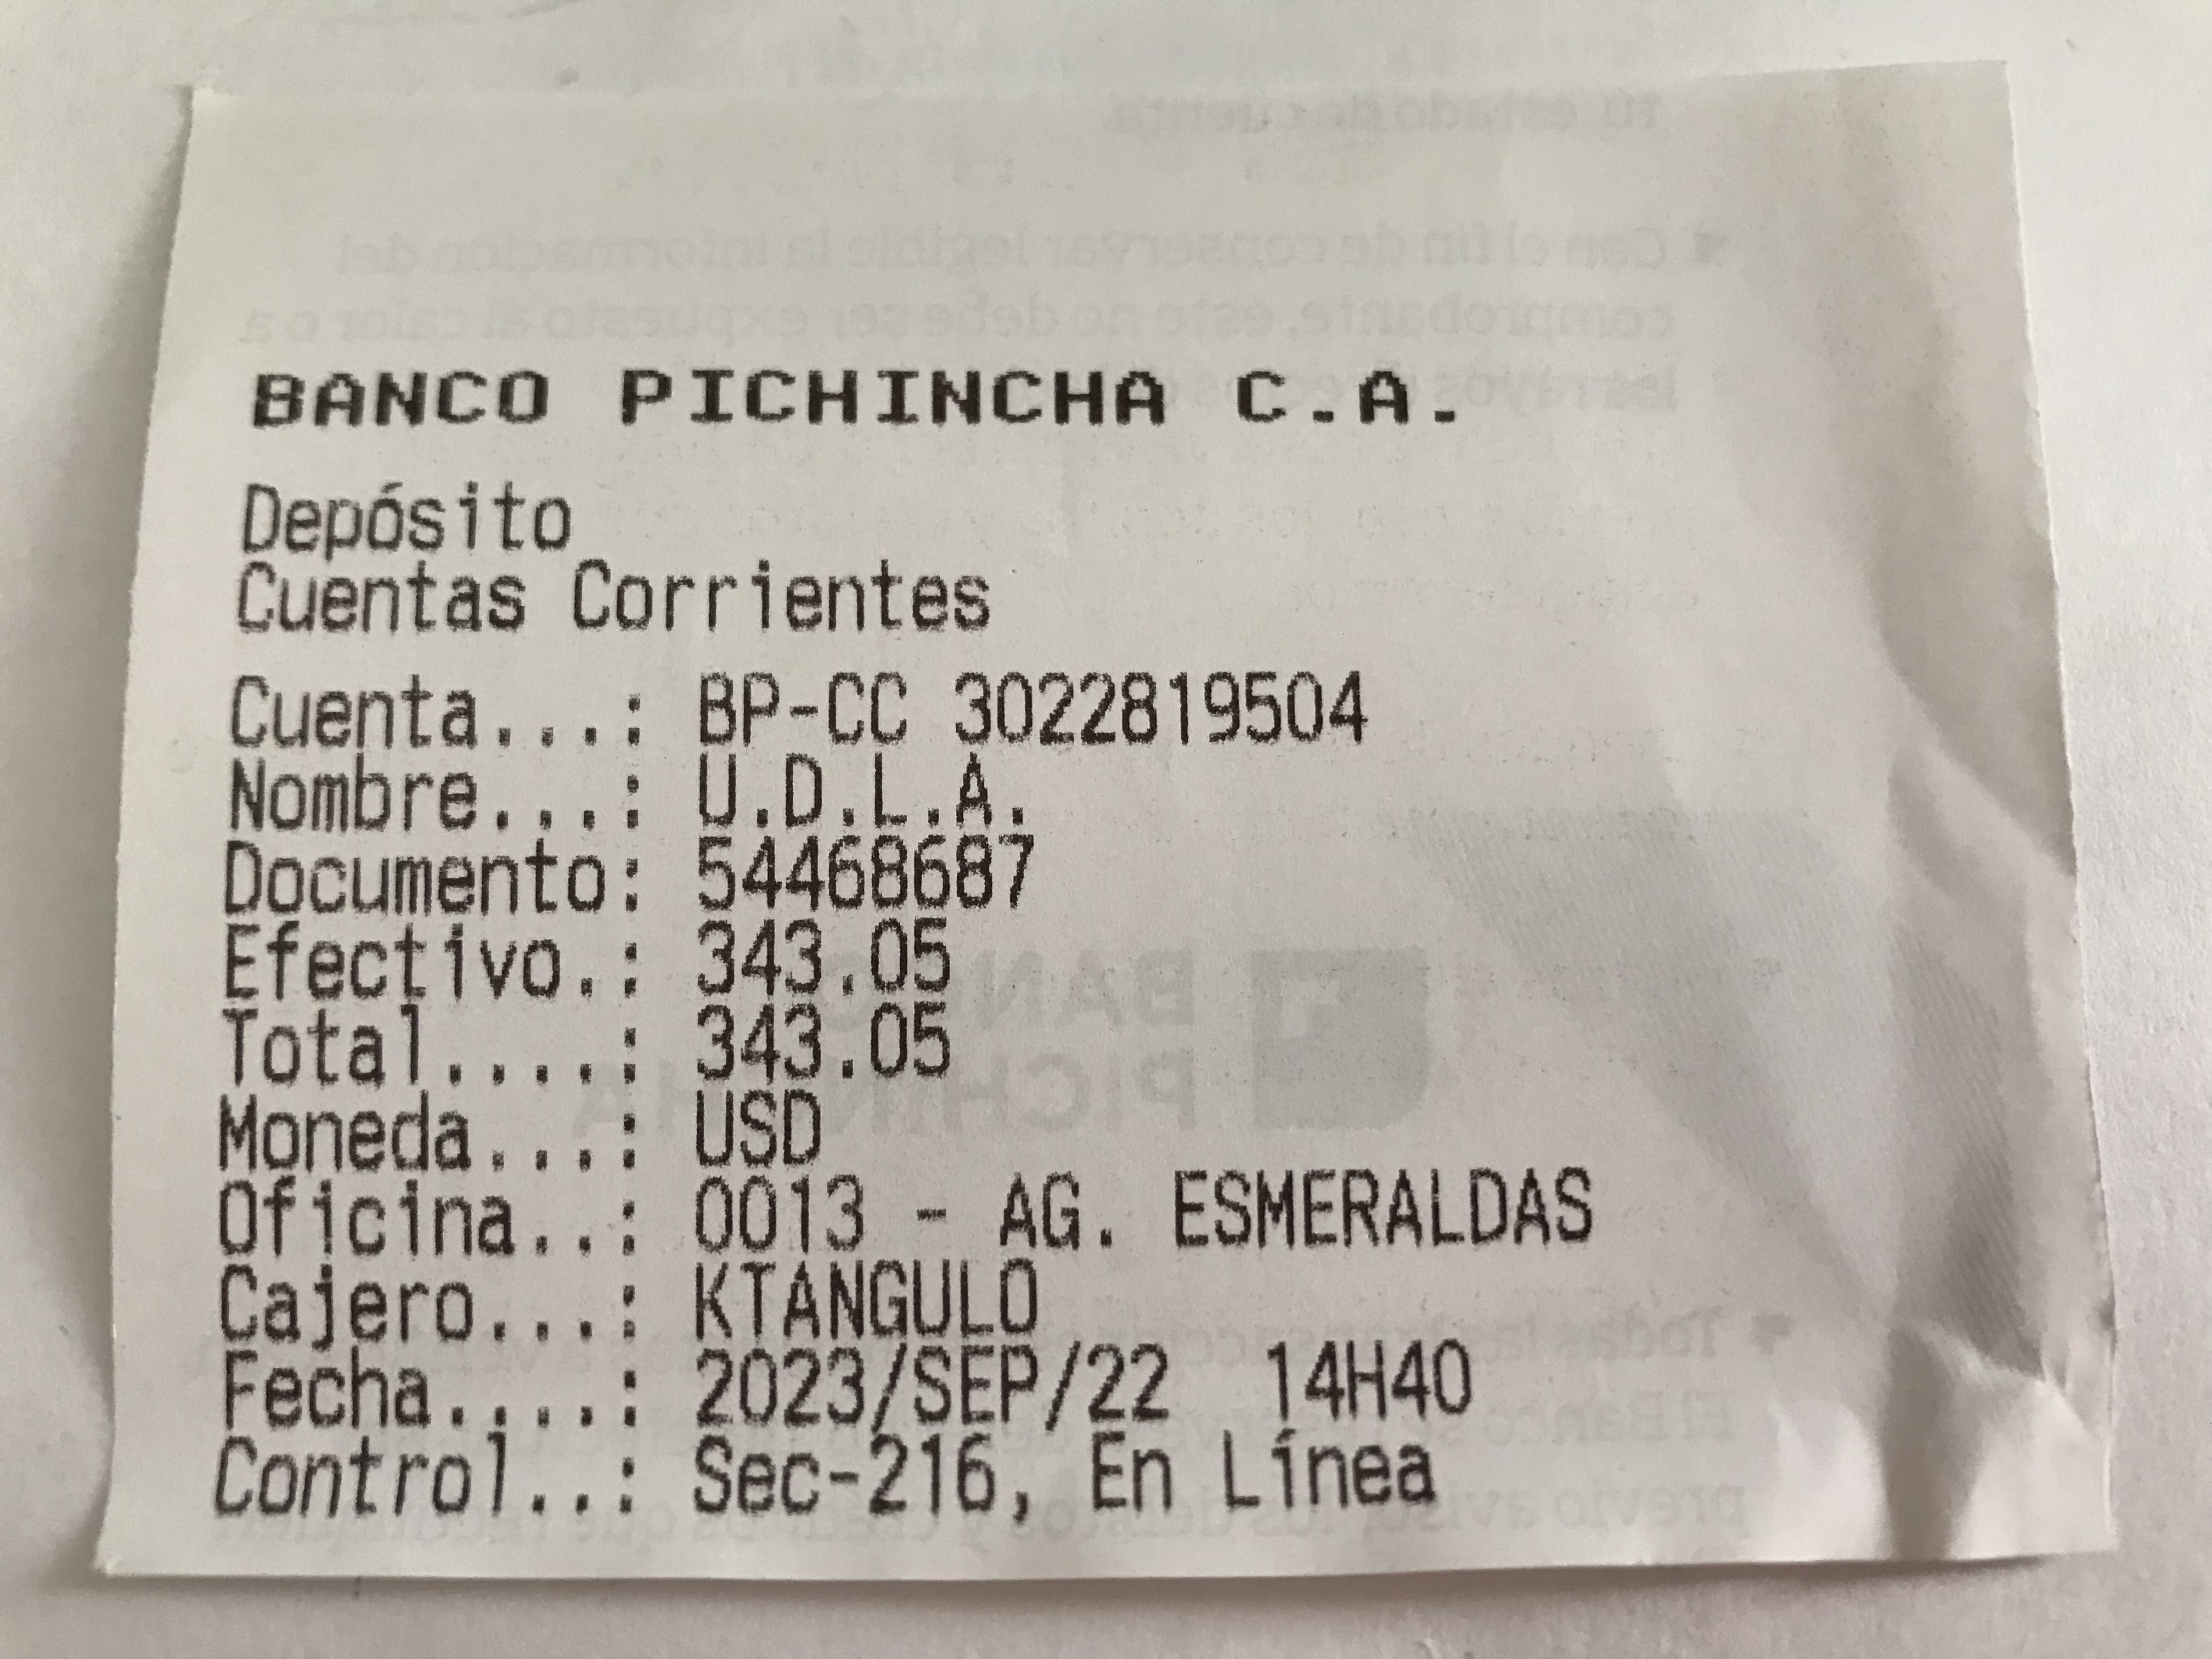 BANCO PICHINCHA C.A.
Depósito
Cuentas Corrientes
Cuenta...: BP-CC 3022819504
Nombre...: U.D.L.A.
Documento: 54468687
Efectivo.: 343.05
Total....: 343.05
Moneda...: USD
Oficina..: 0013 - AG. ESMERALDAS
Cajero...: KTANGULO
Fecha....: 2023/SEP/22 14H40
Control..: Sec-216, En Línea